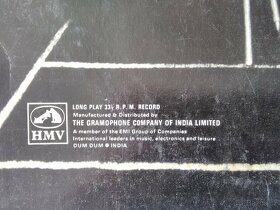 LONG PLAY 33⅓ R.P.M. RECORD
Manufactured & Distributed by
THE GRAMOPHONE COMPANY OF INDIA LIMITED
A member of the EMI Group of Companies
International leaders in music, electronics and leisure
DUM DUM ● INDIA
HMV